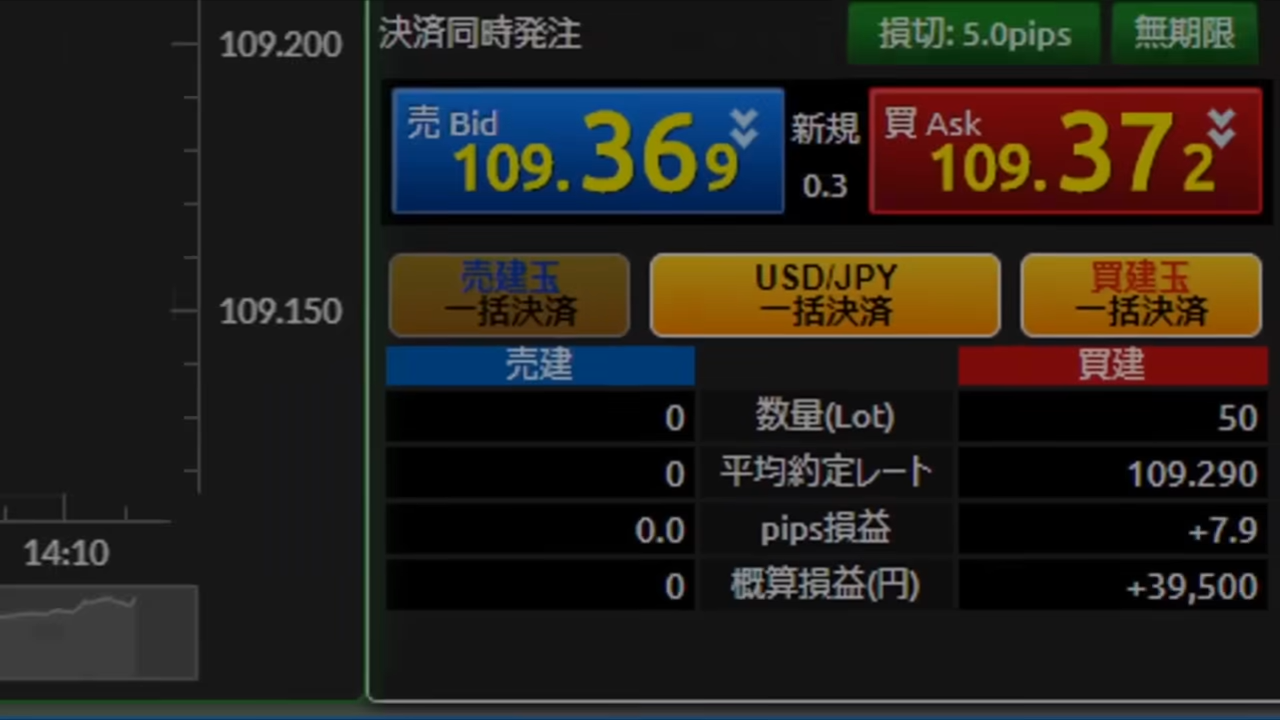 109.200
109.150
14:10
決済同時発注
損切: 5.0pips
無期限
売 Bid
109.369
新規
0.3
買 Ask
109.372
売建玉
一括決済
USD/JPY
一括決済
買建玉
一括決済
売建
買建
0 数量(Lot) 50
0 平均約定レート 109.290
0.0 pips損益 +7.9
0 概算損益(円) +39,500